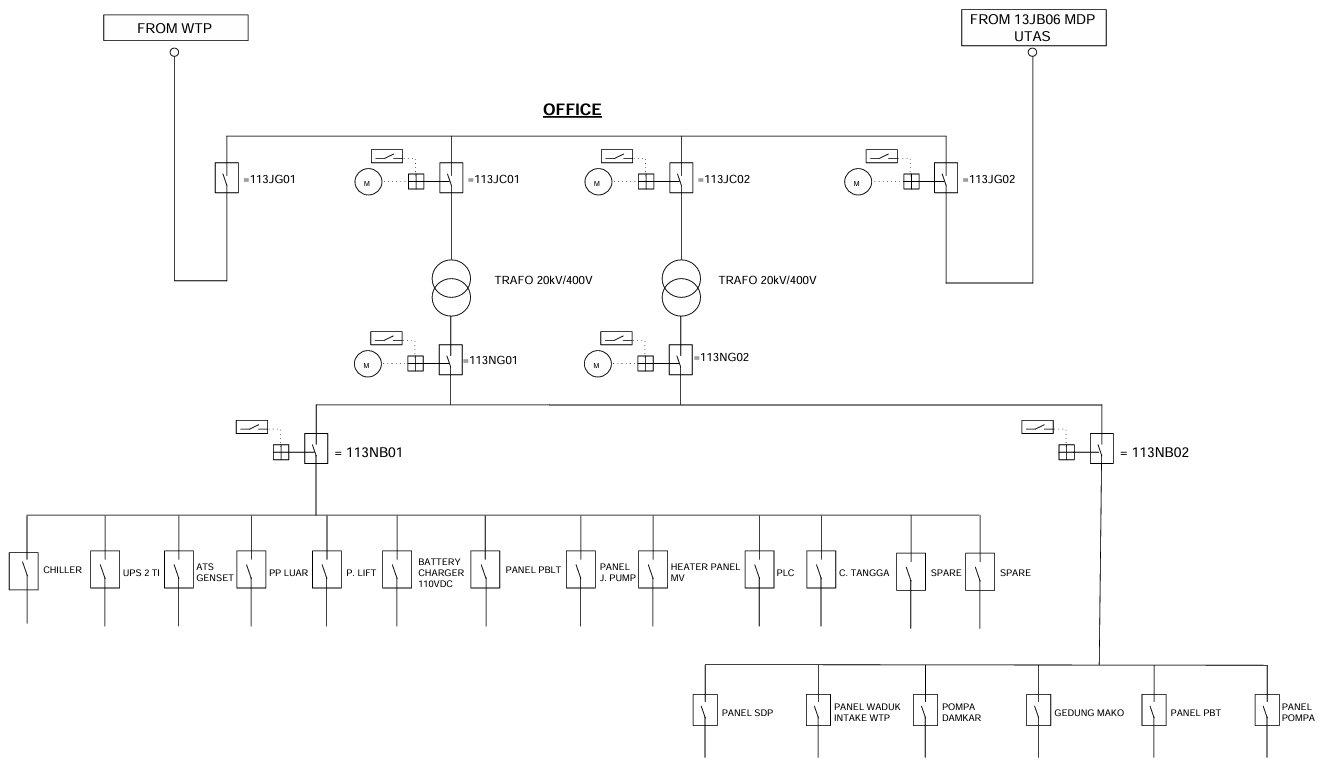 FROM WTP
FROM 13JB06 MDP
UTAS
OFFICE
=113JG01
M
=113JC01
M
=113JC02
M
=113JG02
TRAFO 20kV/400V
TRAFO 20kV/400V
M
=113NG01
M
=113NG02
= 113NB01
= 113NB02
CHILLER
UPS 2 TI
ATS
GENSET
PP LUAR
P. LIFT
BATTERY
CHARGER
110VDC
PANEL PBLT
PANEL
J. PUMP
HEATER PANEL
MV
PLC
C. TANGGA
SPARE
SPARE
PANEL SDP
PANEL WADUK
INTAKE WTP
POMPA
DAMKAR
GEDUNG MAKO
PANEL PBT
PANEL
POMPA